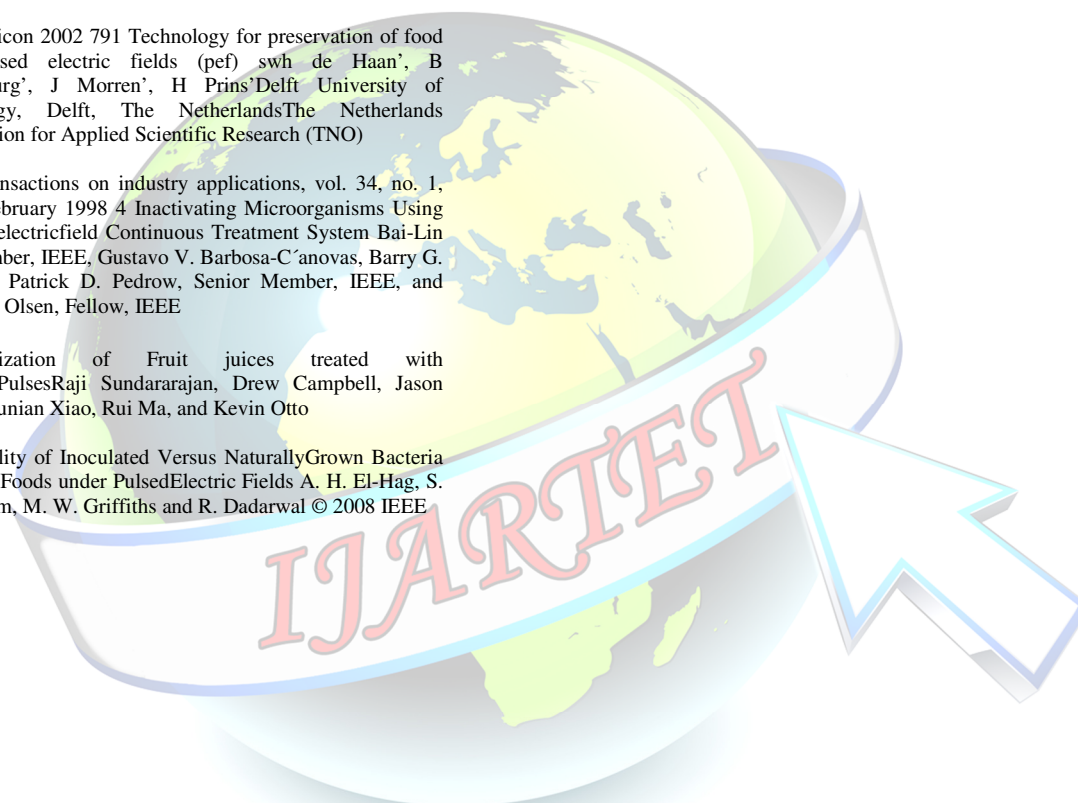 icon 2002 791 Technology for preservation of food
sed electric fields (pef) swh de Haan’, B
urg’, J Morren’, H Prins’Delft University of
gy, Delft, The NetherlandsThe Netherlands
ion for Applied Scientific Research (TNO)
nsactions on industry applications, vol. 34, no. 1,
ebruary 1998 4 Inactivating Microorganisms Using
electricfield Continuous Treatment System Bai-Lin
ber, IEEE, Gustavo V. Barbosa-C´anovas, Barry G.
Patrick D. Pedrow, Senior Member, IEEE, and
Olsen, Fellow, IEEE
ization of Fruit juices treated with
PulsesRaji Sundararajan, Drew Campbell, Jason
unian Xiao, Rui Ma, and Kevin Otto
lity of Inoculated Versus NaturallyGrown Bacteria
Foods under PulsedElectric Fields A. H. El-Hag, S.
m, M. W. Griffiths and R. Dadarwal © 2008 IEEE
IJARTET